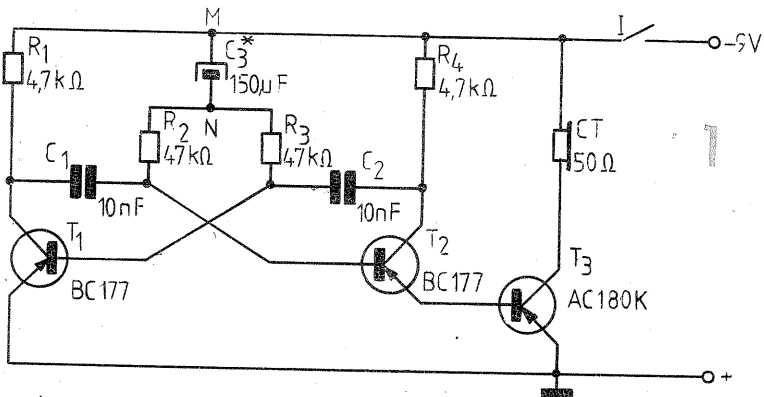 M
I
-9V
R1
4,7kΩ
C3*
150µF
R4
4,7kΩ
N
R2
47kΩ
R3
47kΩ
CT
50Ω
C1
10nF
C2
10nF
T1
BC177
T2
BC177
T3
AC180K
+
1